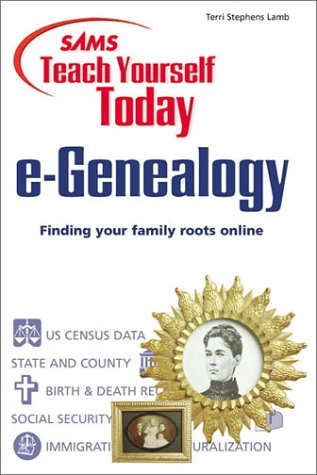 Terri Stephens Lamb
SAMS
Teach Yourself
Today
e-Genealogy
Finding your family roots online
US CENSUS DATA
STATE AND COUNTY
BIRTH & DEATH REC
SOCIAL SECURITY
IMMIGRATI URALIZATION